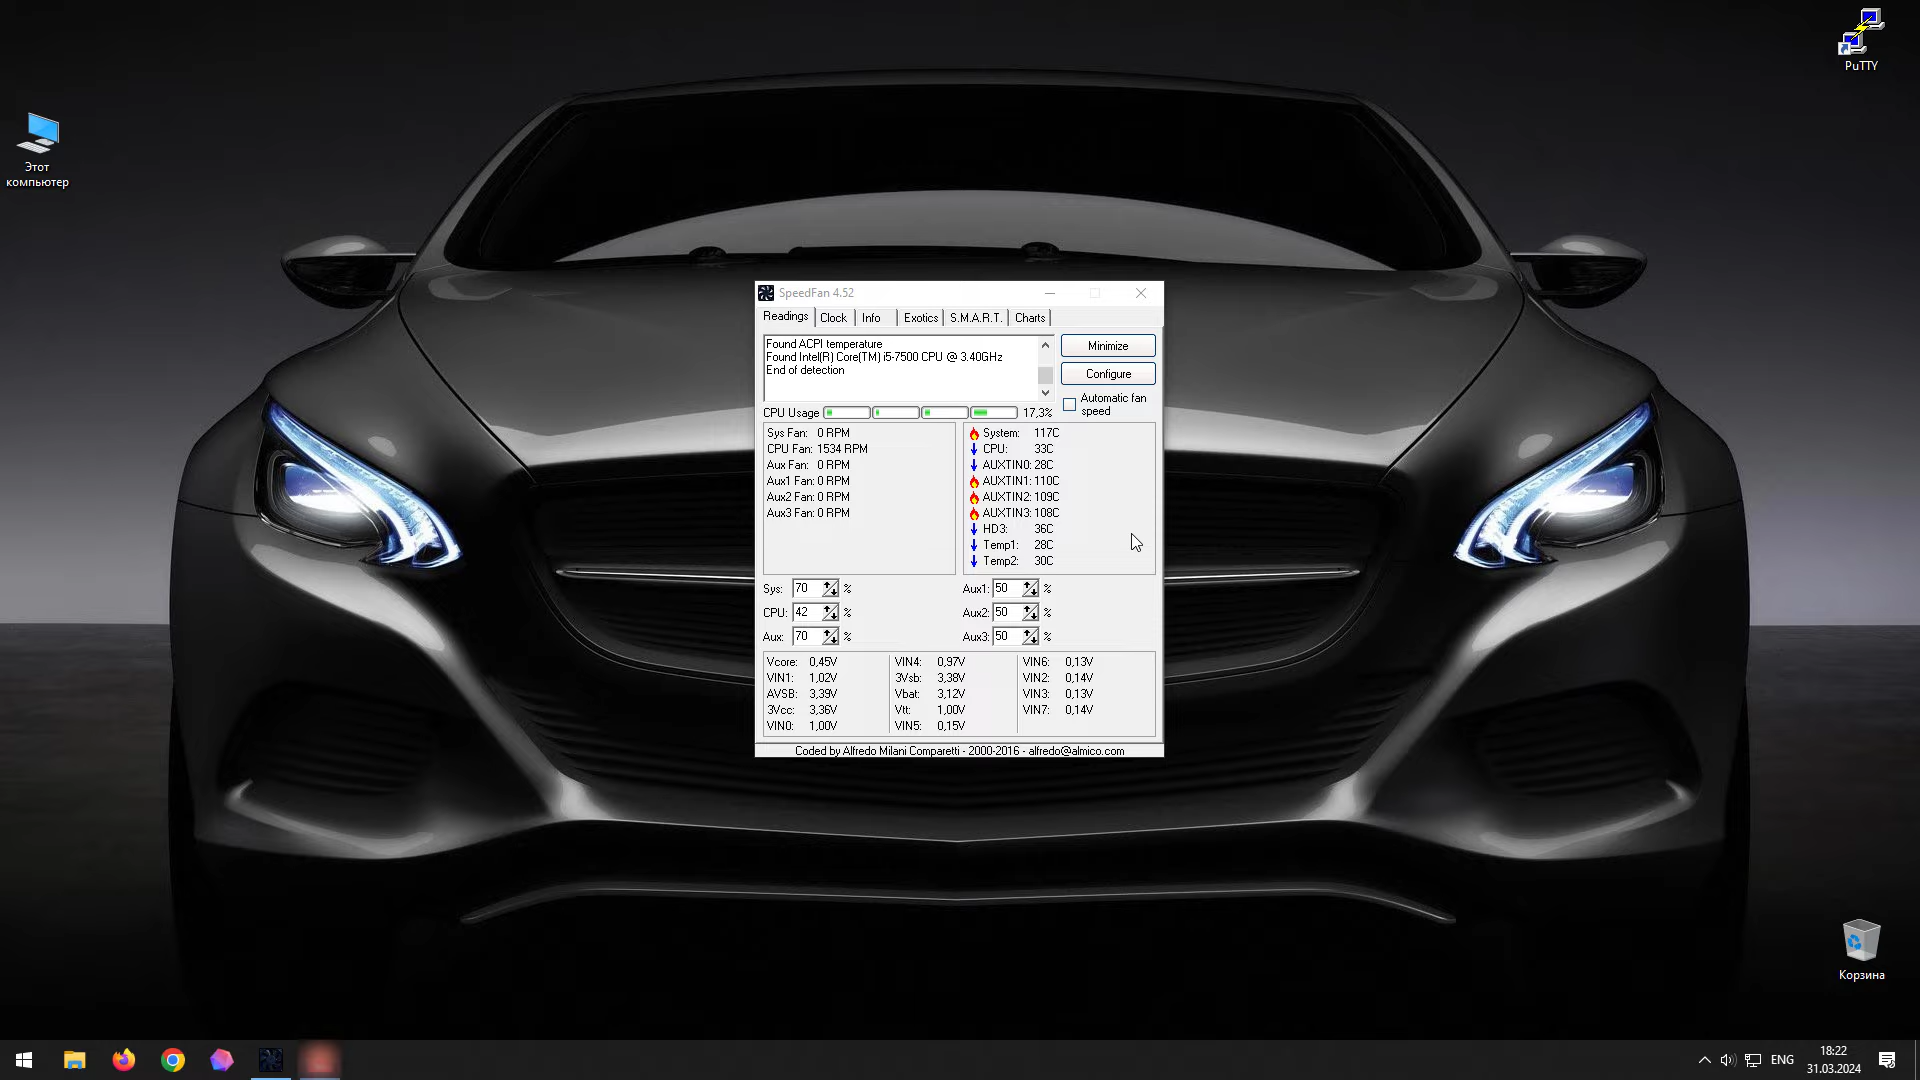 PuTTY
Этот
компьютер
SpeedFan 4.52
Readings Clock Info Exotics S.M.A.R.T. Charts
Found ACPI temperature
Found Intel(R) Core(TM) i5-7500 CPU @ 3.40GHz
End of detection
Minimize
Configure
Automatic fan
speed
CPU Usage 17,3%
Sys Fan: 0 RPM
CPU Fan: 1534 RPM
Aux Fan: 0 RPM
Aux1 Fan: 0 RPM
Aux2 Fan: 0 RPM
Aux3 Fan: 0 RPM
System: 117C
CPU: 33C
AUXTIN0: 28C
AUXTIN1: 110C
AUXTIN2: 109C
AUXTIN3: 108C
HD3: 36C
Temp1: 28C
Temp2: 30C
Sys: 70 %
CPU: 42 %
Aux: 70 %
Aux1: 50 %
Aux2: 50 %
Aux3: 50 %
Vcore: 0,45V
VIN1: 1,02V
AVSB: 3,39V
3Vcc: 3,36V
VIN0: 1,00V
VIN4: 0,97V
3Vsb: 3,38V
Vbat: 3,12V
Vtt: 1,00V
VIN5: 0,15V
VIN6: 0,13V
VIN2: 0,14V
VIN3: 0,13V
VIN7: 0,14V
Coded by Alfredo Milani Comparetti - 2000-2016 - alfredo@almico.com
Корзина
ENG
18:22
31.03.2024